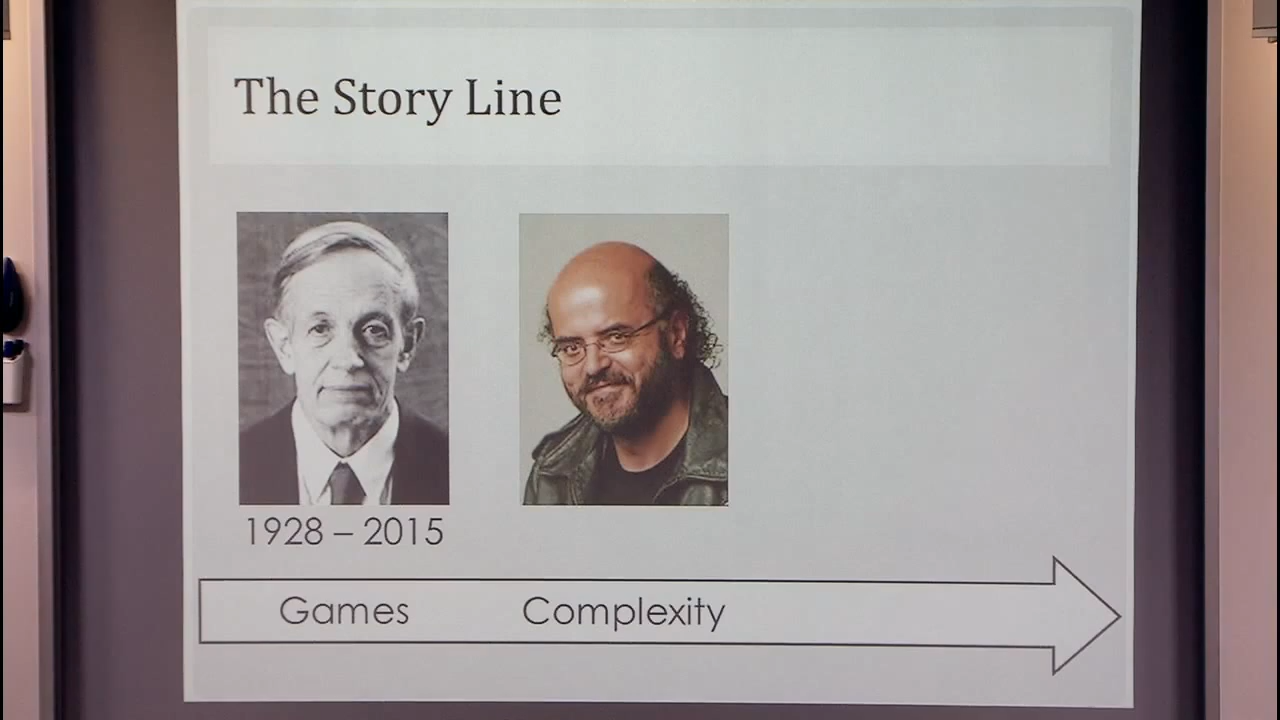 The Story Line
1928 – 2015
Games
Complexity